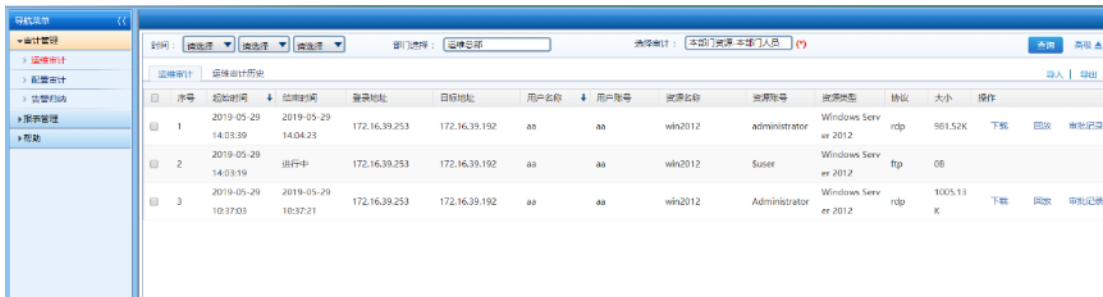 导航菜单
审计管理
运维审计
配置审计
告警归纳
报表管理
帮助
时间： 请选择 请选择 请选择 部门选择： 运维总部 选择审计： 本部门资源-本部门人员 (*)
查询 高级
运维审计 运维审计历史 导入 | 导出
序号 起始时间 结束时间 登录地址 目标地址 用户名称 用户账号 资源名称 资源账号 资源类型 协议 大小 操作
1 2019-05-29 14:03:39 2019-05-29 14:04:23 172.16.39.253 172.16.39.192 aa aa win2012 administrator Windows Server 2012 rdp 981.52K 下载 回放 审批记录
2 2019-05-29 14:03:19 进行中 172.16.39.253 172.16.39.192 aa aa win2012 $user Windows Server 2012 ftp 0B
3 2019-05-29 10:37:03 2019-05-29 10:37:21 172.16.39.253 172.16.39.192 aa aa win2012 Administrator Windows Server 2012 rdp 1005.13K 下载 回放 审批记录